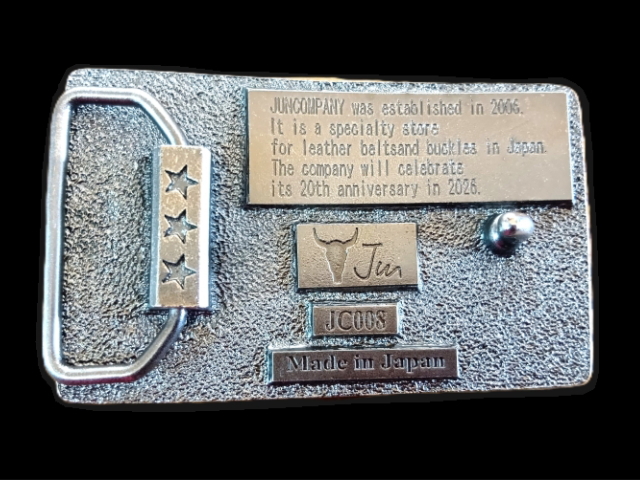 JUNCOMPANY was established in 2006.
It is a specialty store
for leather beltsand buckles in Japan.
The company will celebrate
its 20th anniversary in 2026.
Jun
JC008
Made in Japan